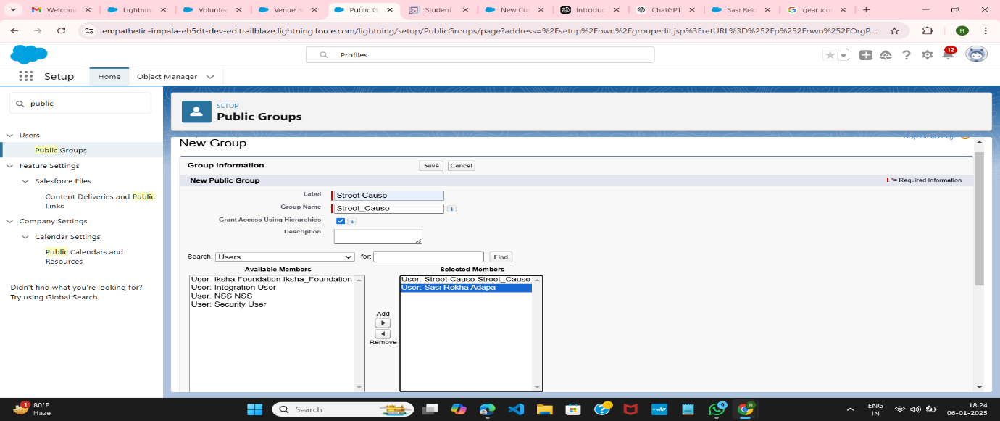 Welcom
Lightnin
Voluntee
Venue F
Public G
Student
New Cus
Introduc
ChatGPT
Sasi Rek
gear ico
empathetic-impala-eh5dt-dev-ed.trailblaze.lightning.force.com/lightning/setup/PublicGroups/page?address=%2Fsetup%2Fown%2Fgroupedit.jsp%3FretURL%3D%252Fp%252Fown%252FOrgP...
R
Profiles
12
Setup
Home
Object Manager
public
Users
Public Groups
Feature Settings
Salesforce Files
Content Deliveries and Public
Links
Company Settings
Calendar Settings
Public Calendars and
Resources
Didn't find what you're looking for?
Try using Global Search.
SETUP
Public Groups
New Group
Help for this Page
Group Information
Save
Cancel
New Public Group
= Required Information
Label
Street Cause
Group Name
Street_Cause
i
Grant Access Using Hierarchies
i
Description
Search:
Users
for:
Find
Available Members
Selected Members
User: Iksha Foundation Iksha_Foundation
User: Integration User
User: NSS NSS
User: Security User
Add
Remove
User: Street Cause Street_Cause
User: Sasi Rekha Adapa
1
80°F
Haze
Search
9
R
ENG
IN
18:24
06-01-2025